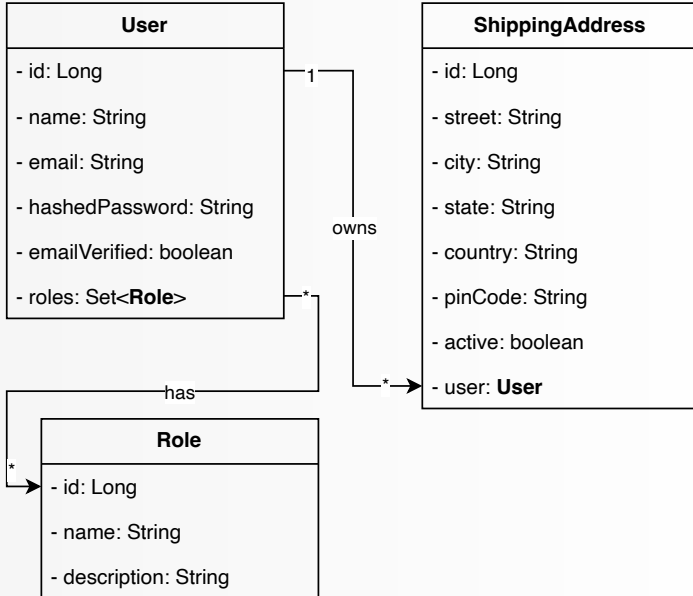 User
- id: Long
- name: String
- email: String
- hashedPassword: String
- emailVerified: boolean
- roles: Set<Role>
1
owns
*
*
has
*
ShippingAddress
- id: Long
- street: String
- city: String
- state: String
- country: String
- pinCode: String
- active: boolean
- user: User
Role
- id: Long
- name: String
- description: String